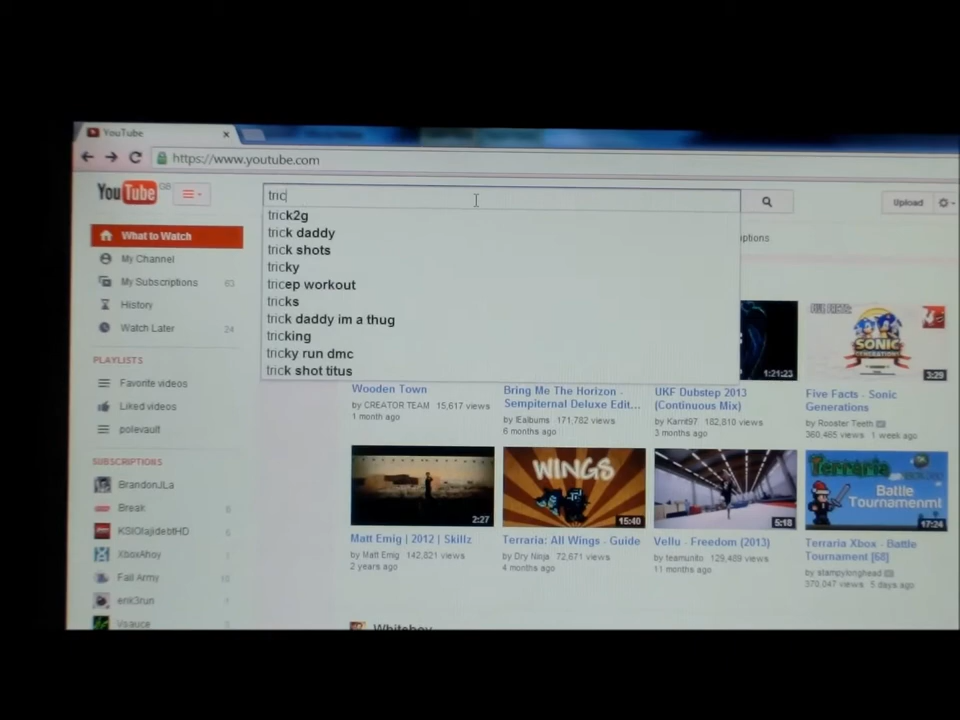 YouTube
https://www.youtube.com
YouTube GB
tric
Upload
trick2g
trick daddy
trick shots
tricky
tricep workout
tricks
trick daddy im a thug
tricking
tricky run dmc
trick shot titus
What to Watch
My Channel
My Subscriptions 63
History
Watch Later 24
PLAYLISTS
Favorite videos
Liked videos
polevault
SUBSCRIPTIONS
BrandonJLa
Break
KSIOlajidebtHD
XboxAhoy
Fail Army
enk3run
Vsauce
1:21:23
SONIC
GENERATIONS
3:29
Wooden Town
by CREATOR TEAM 15,617 views
1 month ago
Bring Me The Horizon -
Sempiternal Deluxe Edit...
171,782 views
6 months ago
UKF Dubstep 2013
(Continuous Mix)
by Karnt97 182,810 views
3 months ago
Five Facts - Sonic
Generations
by Rooster Teeth
360,465 views 1 week ago
2:27
WINGS
15:40
5:18
Terraria
Battle
Tournament!
17:24
Matt Emig | 2012 | Skillz
by Matt Emig 142,821 views
2 years ago
Terraria: All Wings - Guide
by Dry Ninja 72,671 views
4 months ago
Vellu - Freedom (2013)
by teamunito 129,469 views
11 months ago
Terraria Xbox - Battle
Tournament [68]
by stampylonghead
370,047 views 5 days ago
Whiteboy